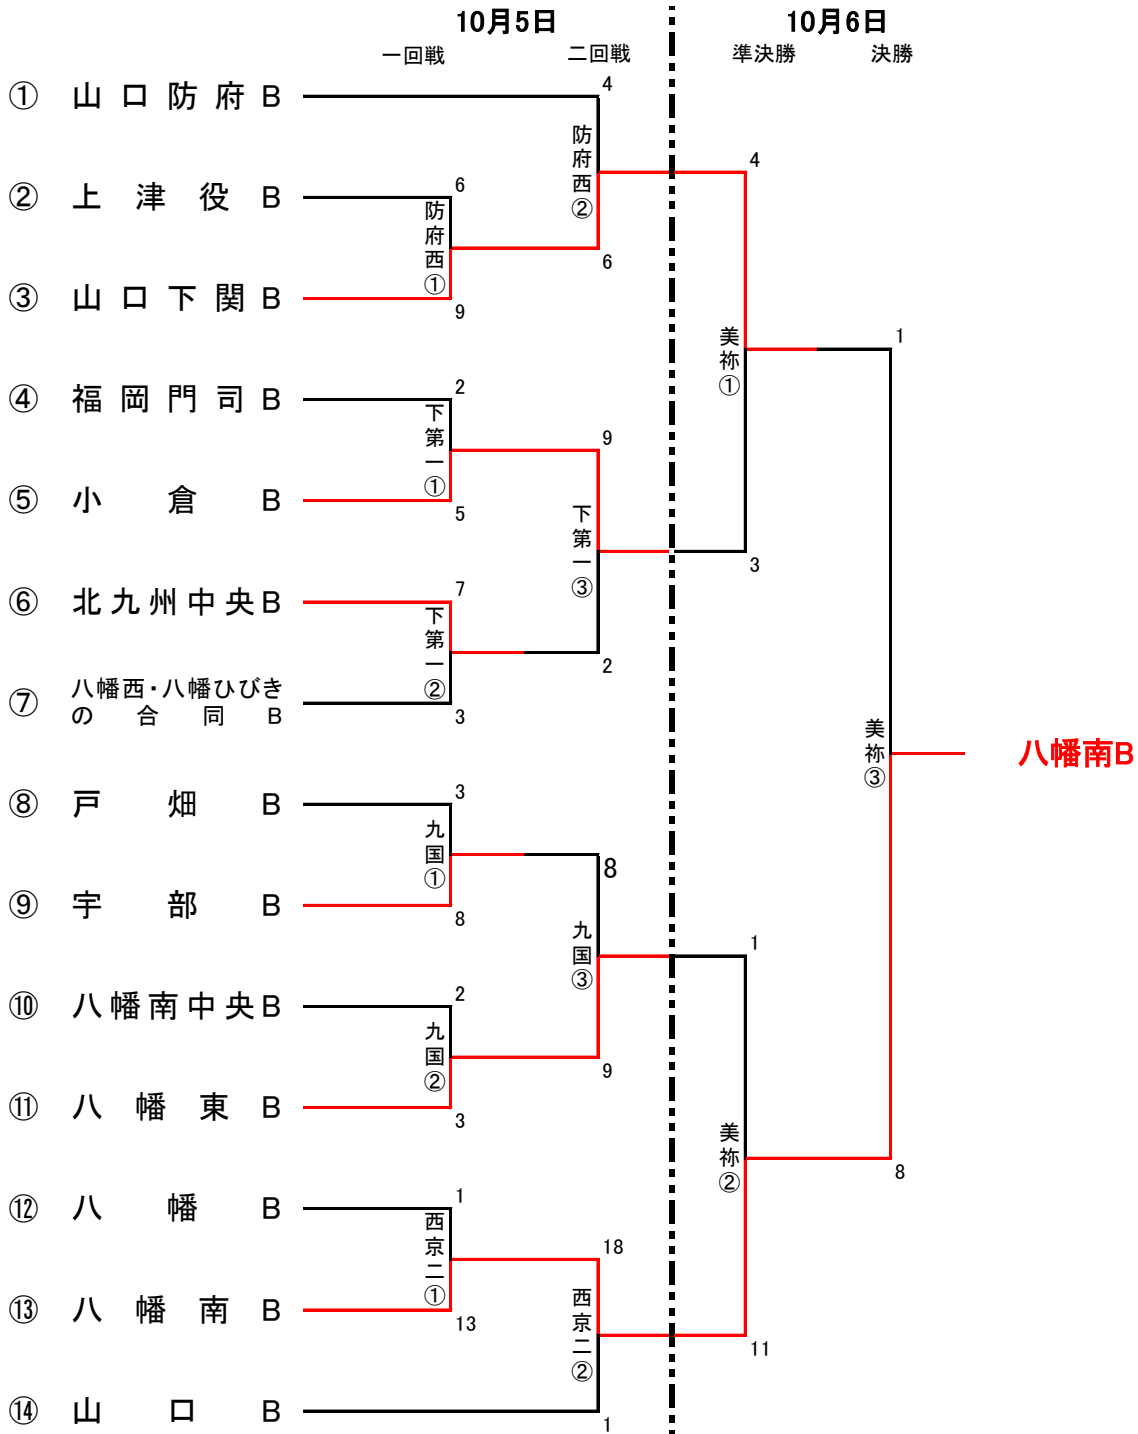 10月5日 10月6日
一回戦 二回戦 準決勝 決勝
① 山口防府B
4
防府西②
4
② 上津役B
6
防府西①
6
③ 山口下関B
9
美祢①
1
④ 福岡門司B
2
下第一①
9
⑤ 小倉B
5
下第一③
3
⑥ 北九州中央B
7
下第一②
2
⑦ 八幡西・八幡ひびき
の合同B
3
美祢③
八幡南B
⑧ 戸畑B
3
九国①
8
⑨ 宇部B
8
九国③
1
⑩ 八幡南中央B
2
九国②
9
⑪ 八幡東B
3
美祢②
8
⑫ 八幡B
1
西京二①
18
⑬ 八幡南B
13
西京二②
11
⑭ 山口B
1